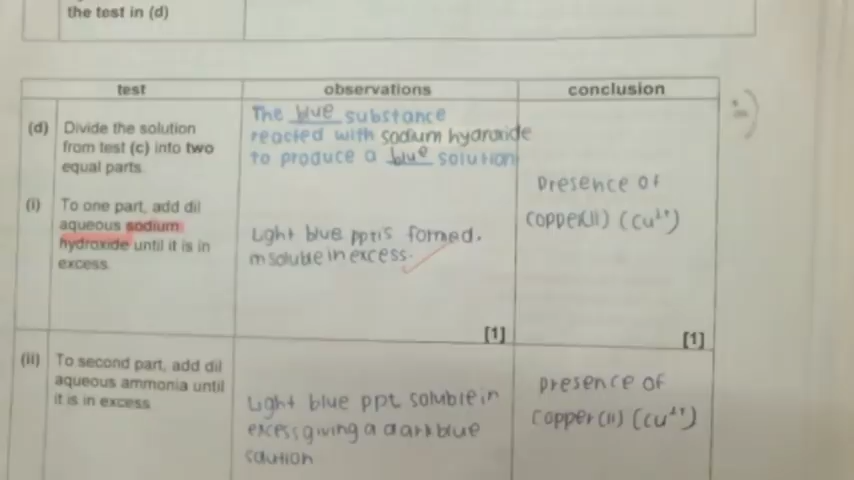 the test in (d)
test
observations
conclusion
(d) Divide the solution
from test (c) into two
equal parts.
The blue substance
reacted with sodium hydroxide
to produce a blue solution
(i) To one part, add dil
aqueous sodium
hydroxide until it is in
excess.
Light blue ppt is formed.
insoluble in excess.
[1]
Presence of
copper(II) (Cu²⁺)
[1]
(ii) To second part, add dil
aqueous ammonia until
it is in excess
Light blue ppt soluble in
excess giving a dark blue
solution
presence of
copper(II) (Cu²⁺)
:)